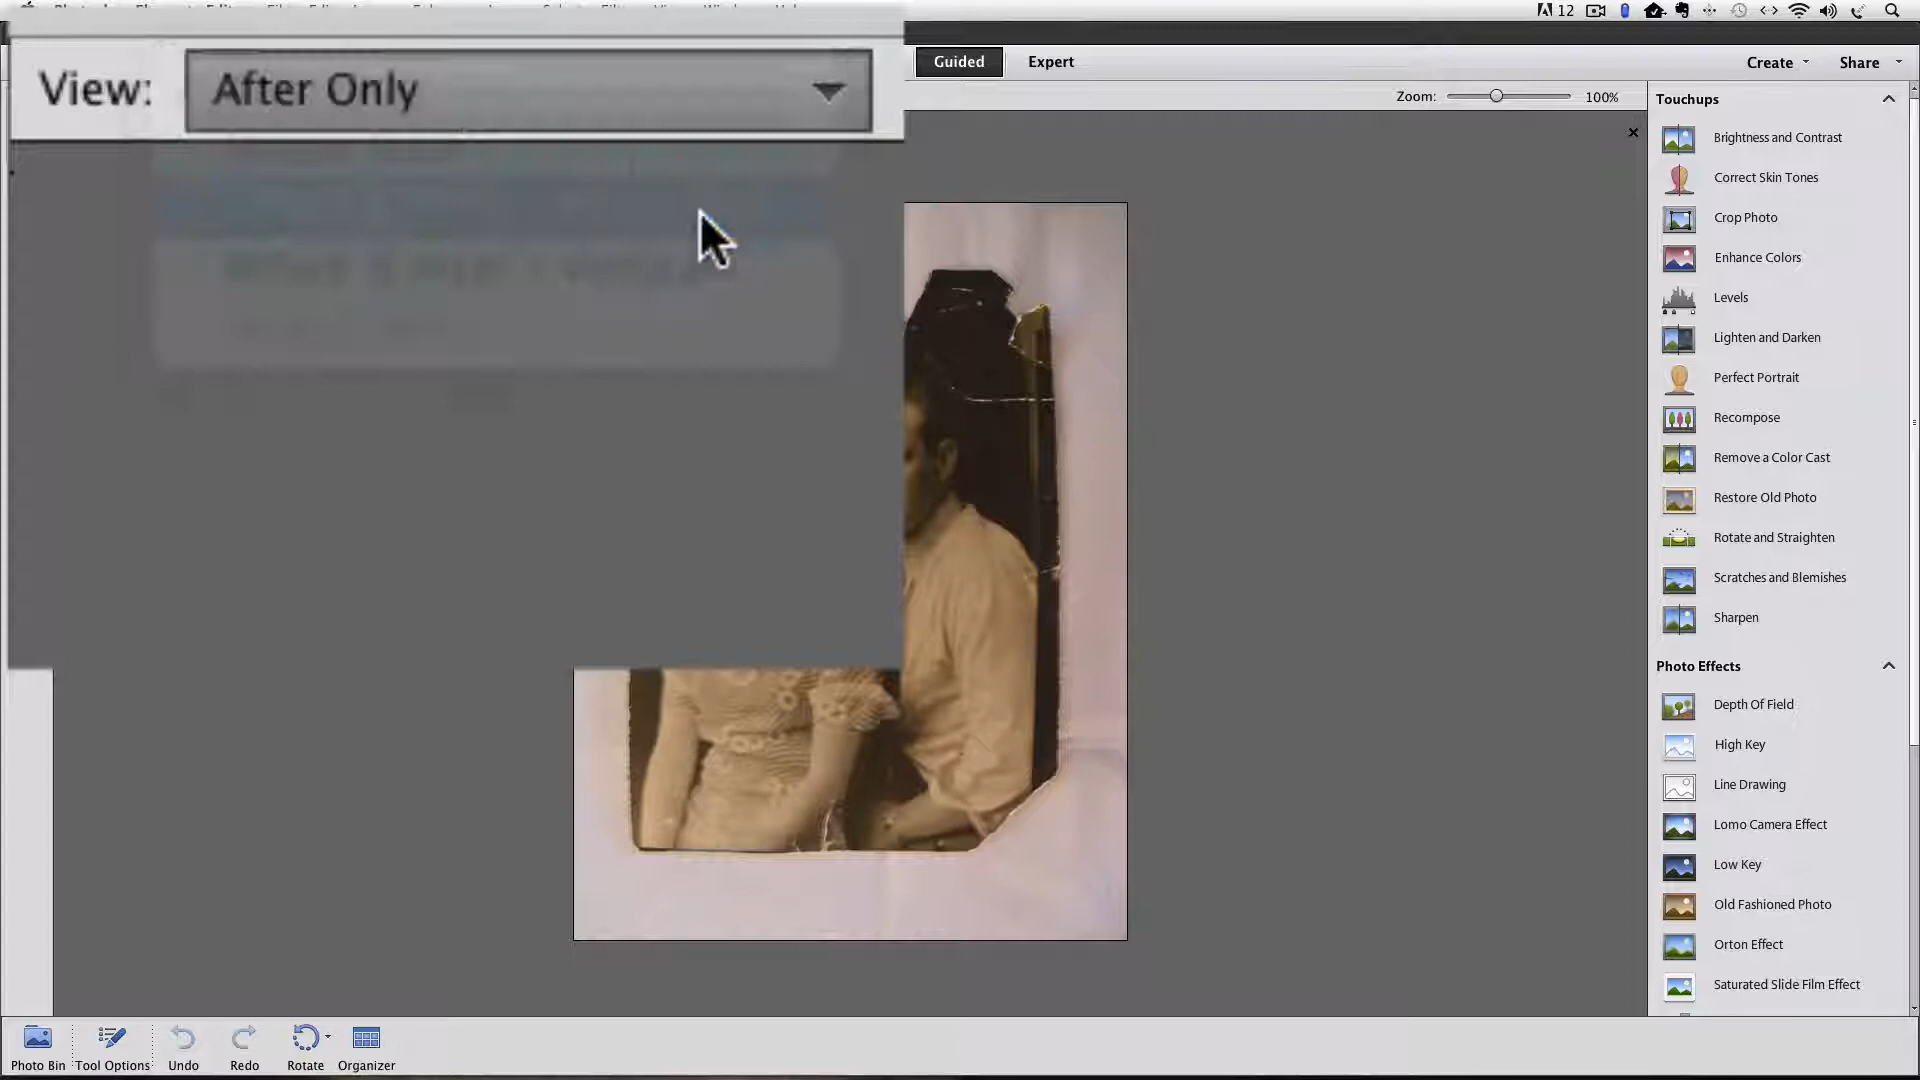 12
View: After Only
Guided Expert
Create Share
Zoom: 100%
Touchups
Brightness and Contrast
Correct Skin Tones
Crop Photo
Enhance Colors
Levels
Lighten and Darken
Perfect Portrait
Recompose
Remove a Color Cast
Restore Old Photo
Rotate and Straighten
Scratches and Blemishes
Sharpen
Photo Effects
Depth Of Field
High Key
Line Drawing
Lomo Camera Effect
Low Key
Old Fashioned Photo
Orton Effect
Saturated Slide Film Effect
Photo Bin Tool Options Undo Redo Rotate Organizer